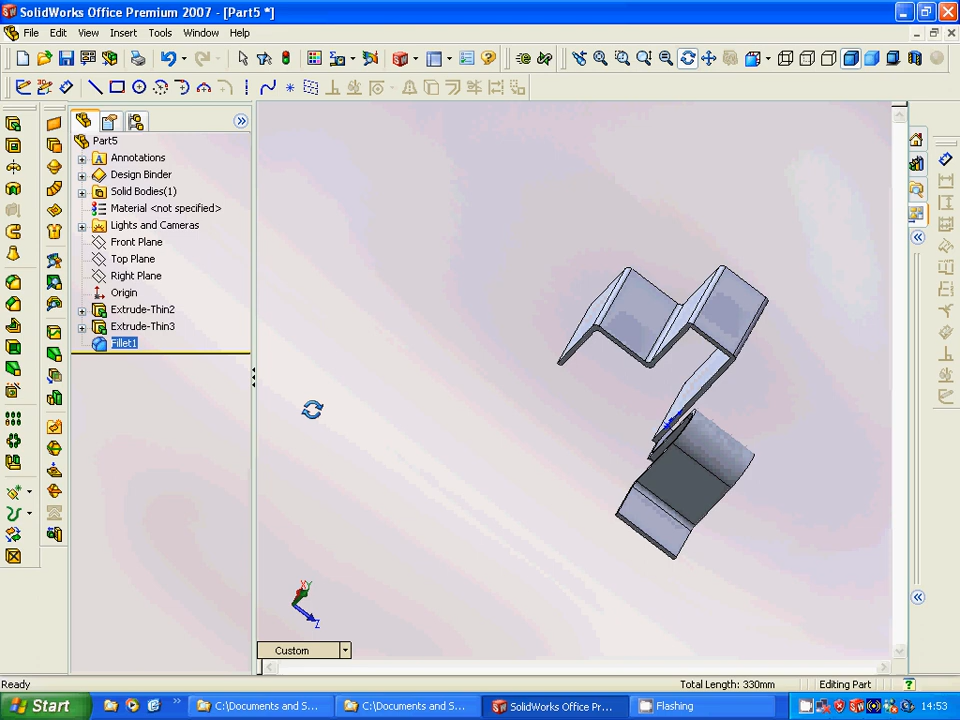 SolidWorks Office Premium 2007 - [Part5 *]
File Edit View Insert Tools Window Help
Part5
Annotations
Design Binder
Solid Bodies(1)
Material <not specified>
Lights and Cameras
Front Plane
Top Plane
Right Plane
Origin
Extrude-Thin2
Extrude-Thin3
Fillet1
Y
Z
Custom
Ready Total Length: 330mm Editing Part
Start C:\Documents and S... C:\Documents and S... SolidWorks Office Pr... Flashing 14:53